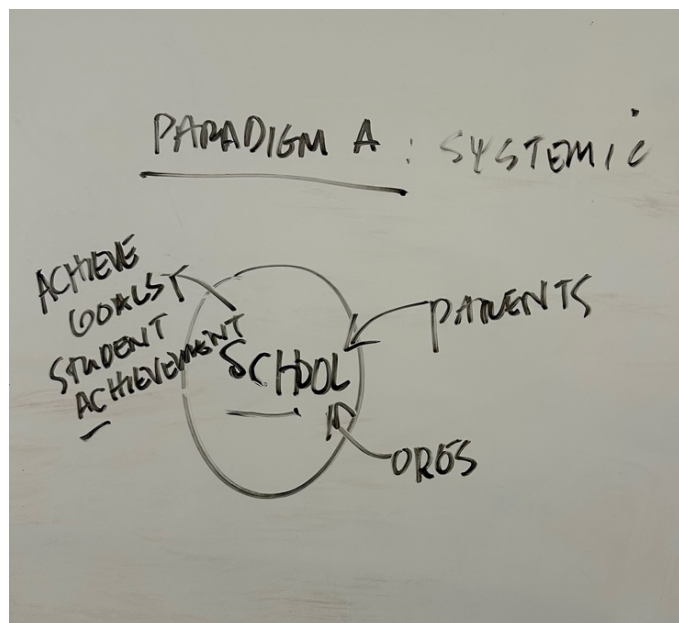 PARADIGM A : SYSTEMIC
ACHIEVE
GOALS
STUDENT
ACHIEVEMENT
SCHOOL
PARENTS
ORGS